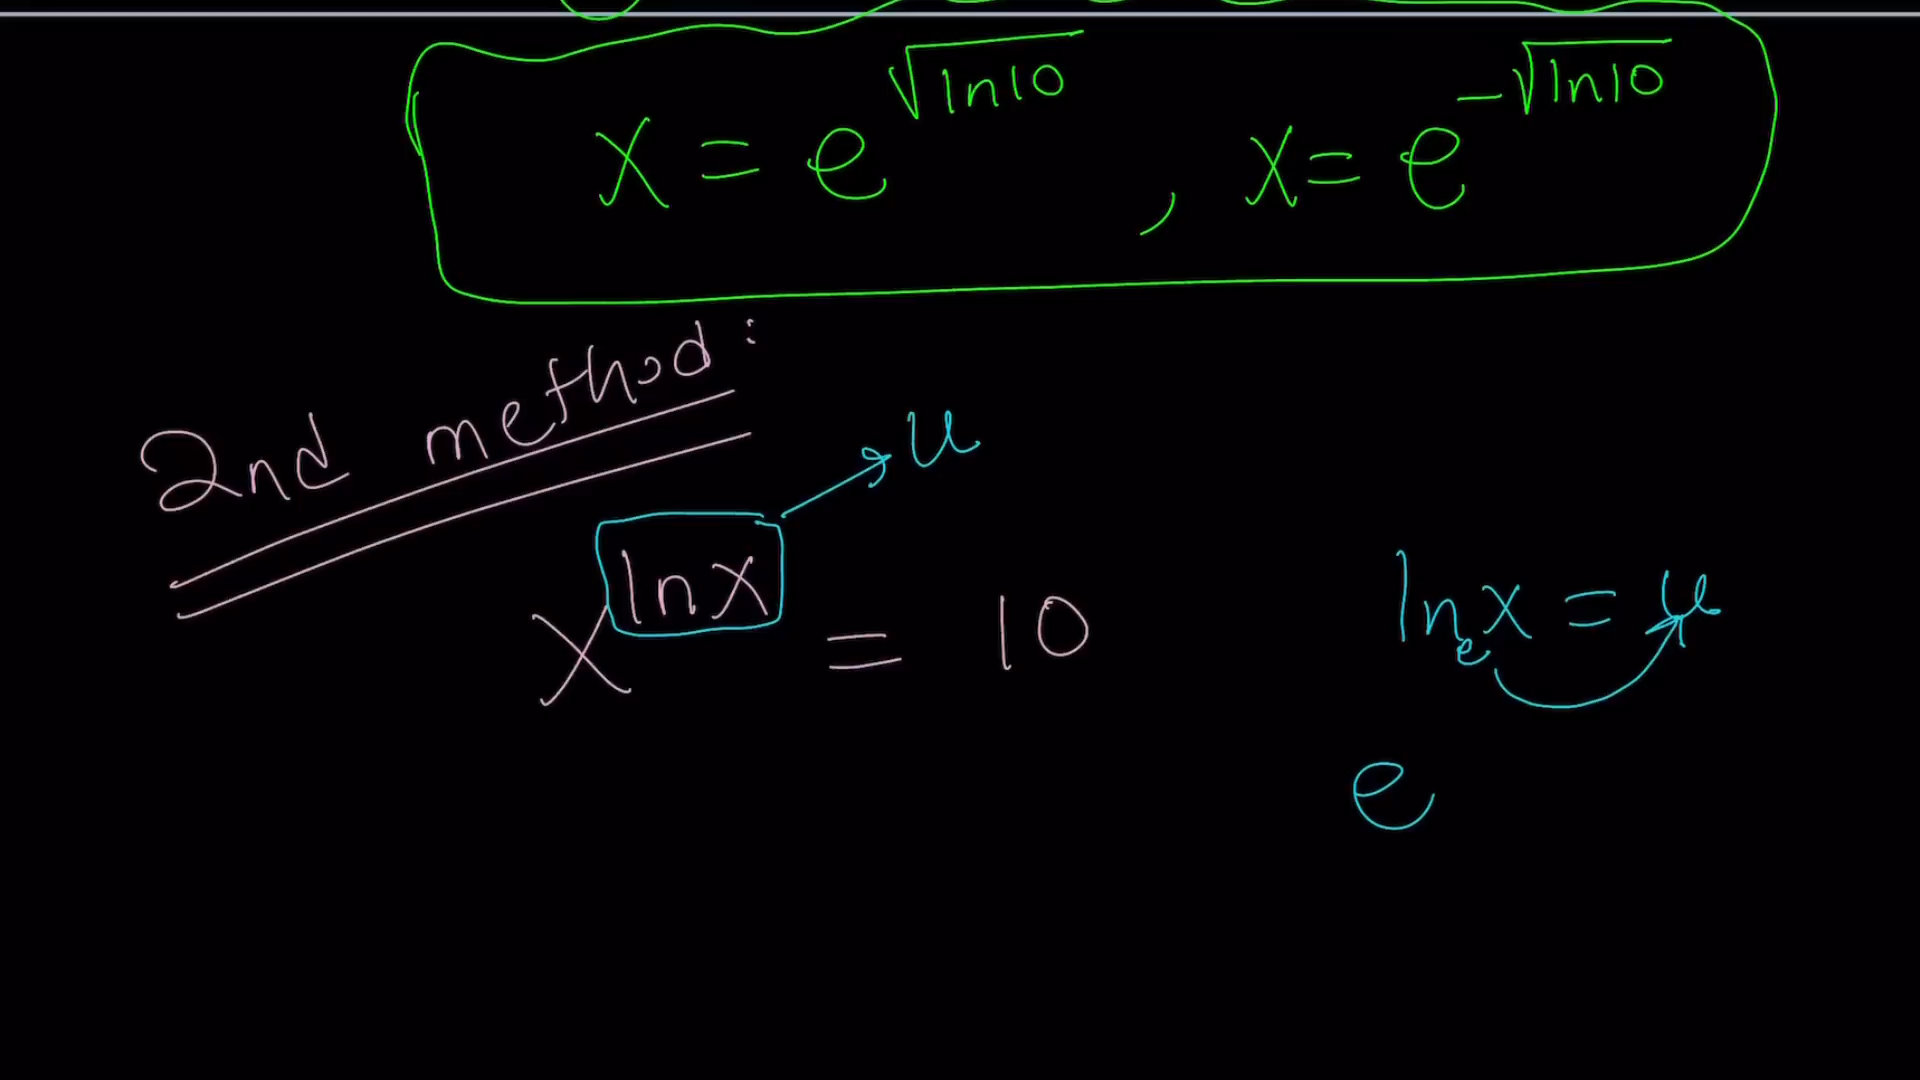 x = e^√ln10 , x = e^-√ln10
2nd method:
u
x^lnx = 10
ln_e x = u
e